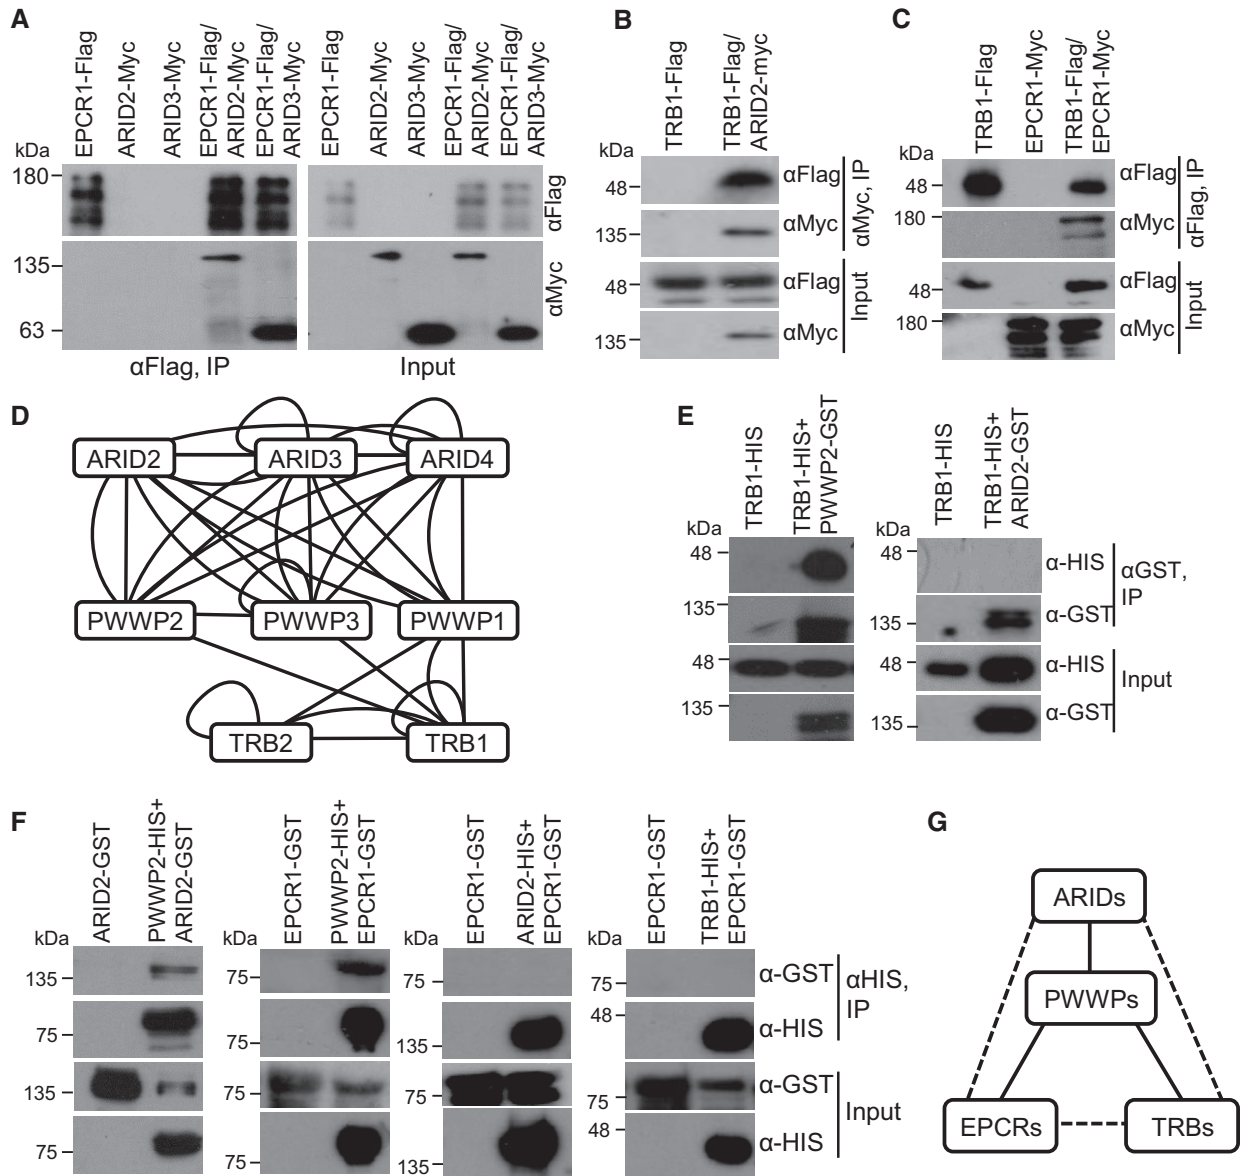 A
EPCR1-Flag
ARID2-Myc
ARID3-Myc
EPCR1-Flag/
ARID2-Myc
EPCR1-Flag/
ARID3-Myc
EPCR1-Flag
ARID2-Myc
ARID3-Myc
EPCR1-Flag/
ARID2-Myc
EPCR1-Flag/
ARID3-Myc
kDa
180
135
63
αFlag
αMyc
αFlag, IP
Input
B
TRB1-Flag
TRB1-Flag/
ARID2-myc
kDa
48
αFlag
135
αMyc
48
αFlag
135
αMyc
αMyc, IP
Input
C
TRB1-Flag
EPCR1-Myc
TRB1-Flag/
EPCR1-Myc
kDa
48
αFlag
180
αMyc
48
αFlag
180
αMyc
αFlag, IP
Input
D
ARID2
ARID3
ARID4
PWWP2
PWWP3
PWWP1
TRB2
TRB1
E
TRB1-HIS
TRB1-HIS+
PWWP2-GST
kDa
48
135
48
135
TRB1-HIS
TRB1-HIS+
ARID2-GST
kDa
48
α-HIS
135
α-GST
48
α-HIS
135
α-GST
αGST,
IP
Input
F
ARID2-GST
PWWP2-HIS+
ARID2-GST
kDa
135
75
135
75
EPCR1-GST
PWWP2-HIS+
EPCR1-GST
kDa
75
75
75
75
EPCR1-GST
ARID2-HIS+
EPCR1-GST
kDa
75
135
75
135
EPCR1-GST
TRB1-HIS+
EPCR1-GST
kDa
75
α-GST
48
α-HIS
75
α-GST
48
α-HIS
αHIS,
IP
Input
G
ARIDs
PWWPs
EPCRs
TRBs